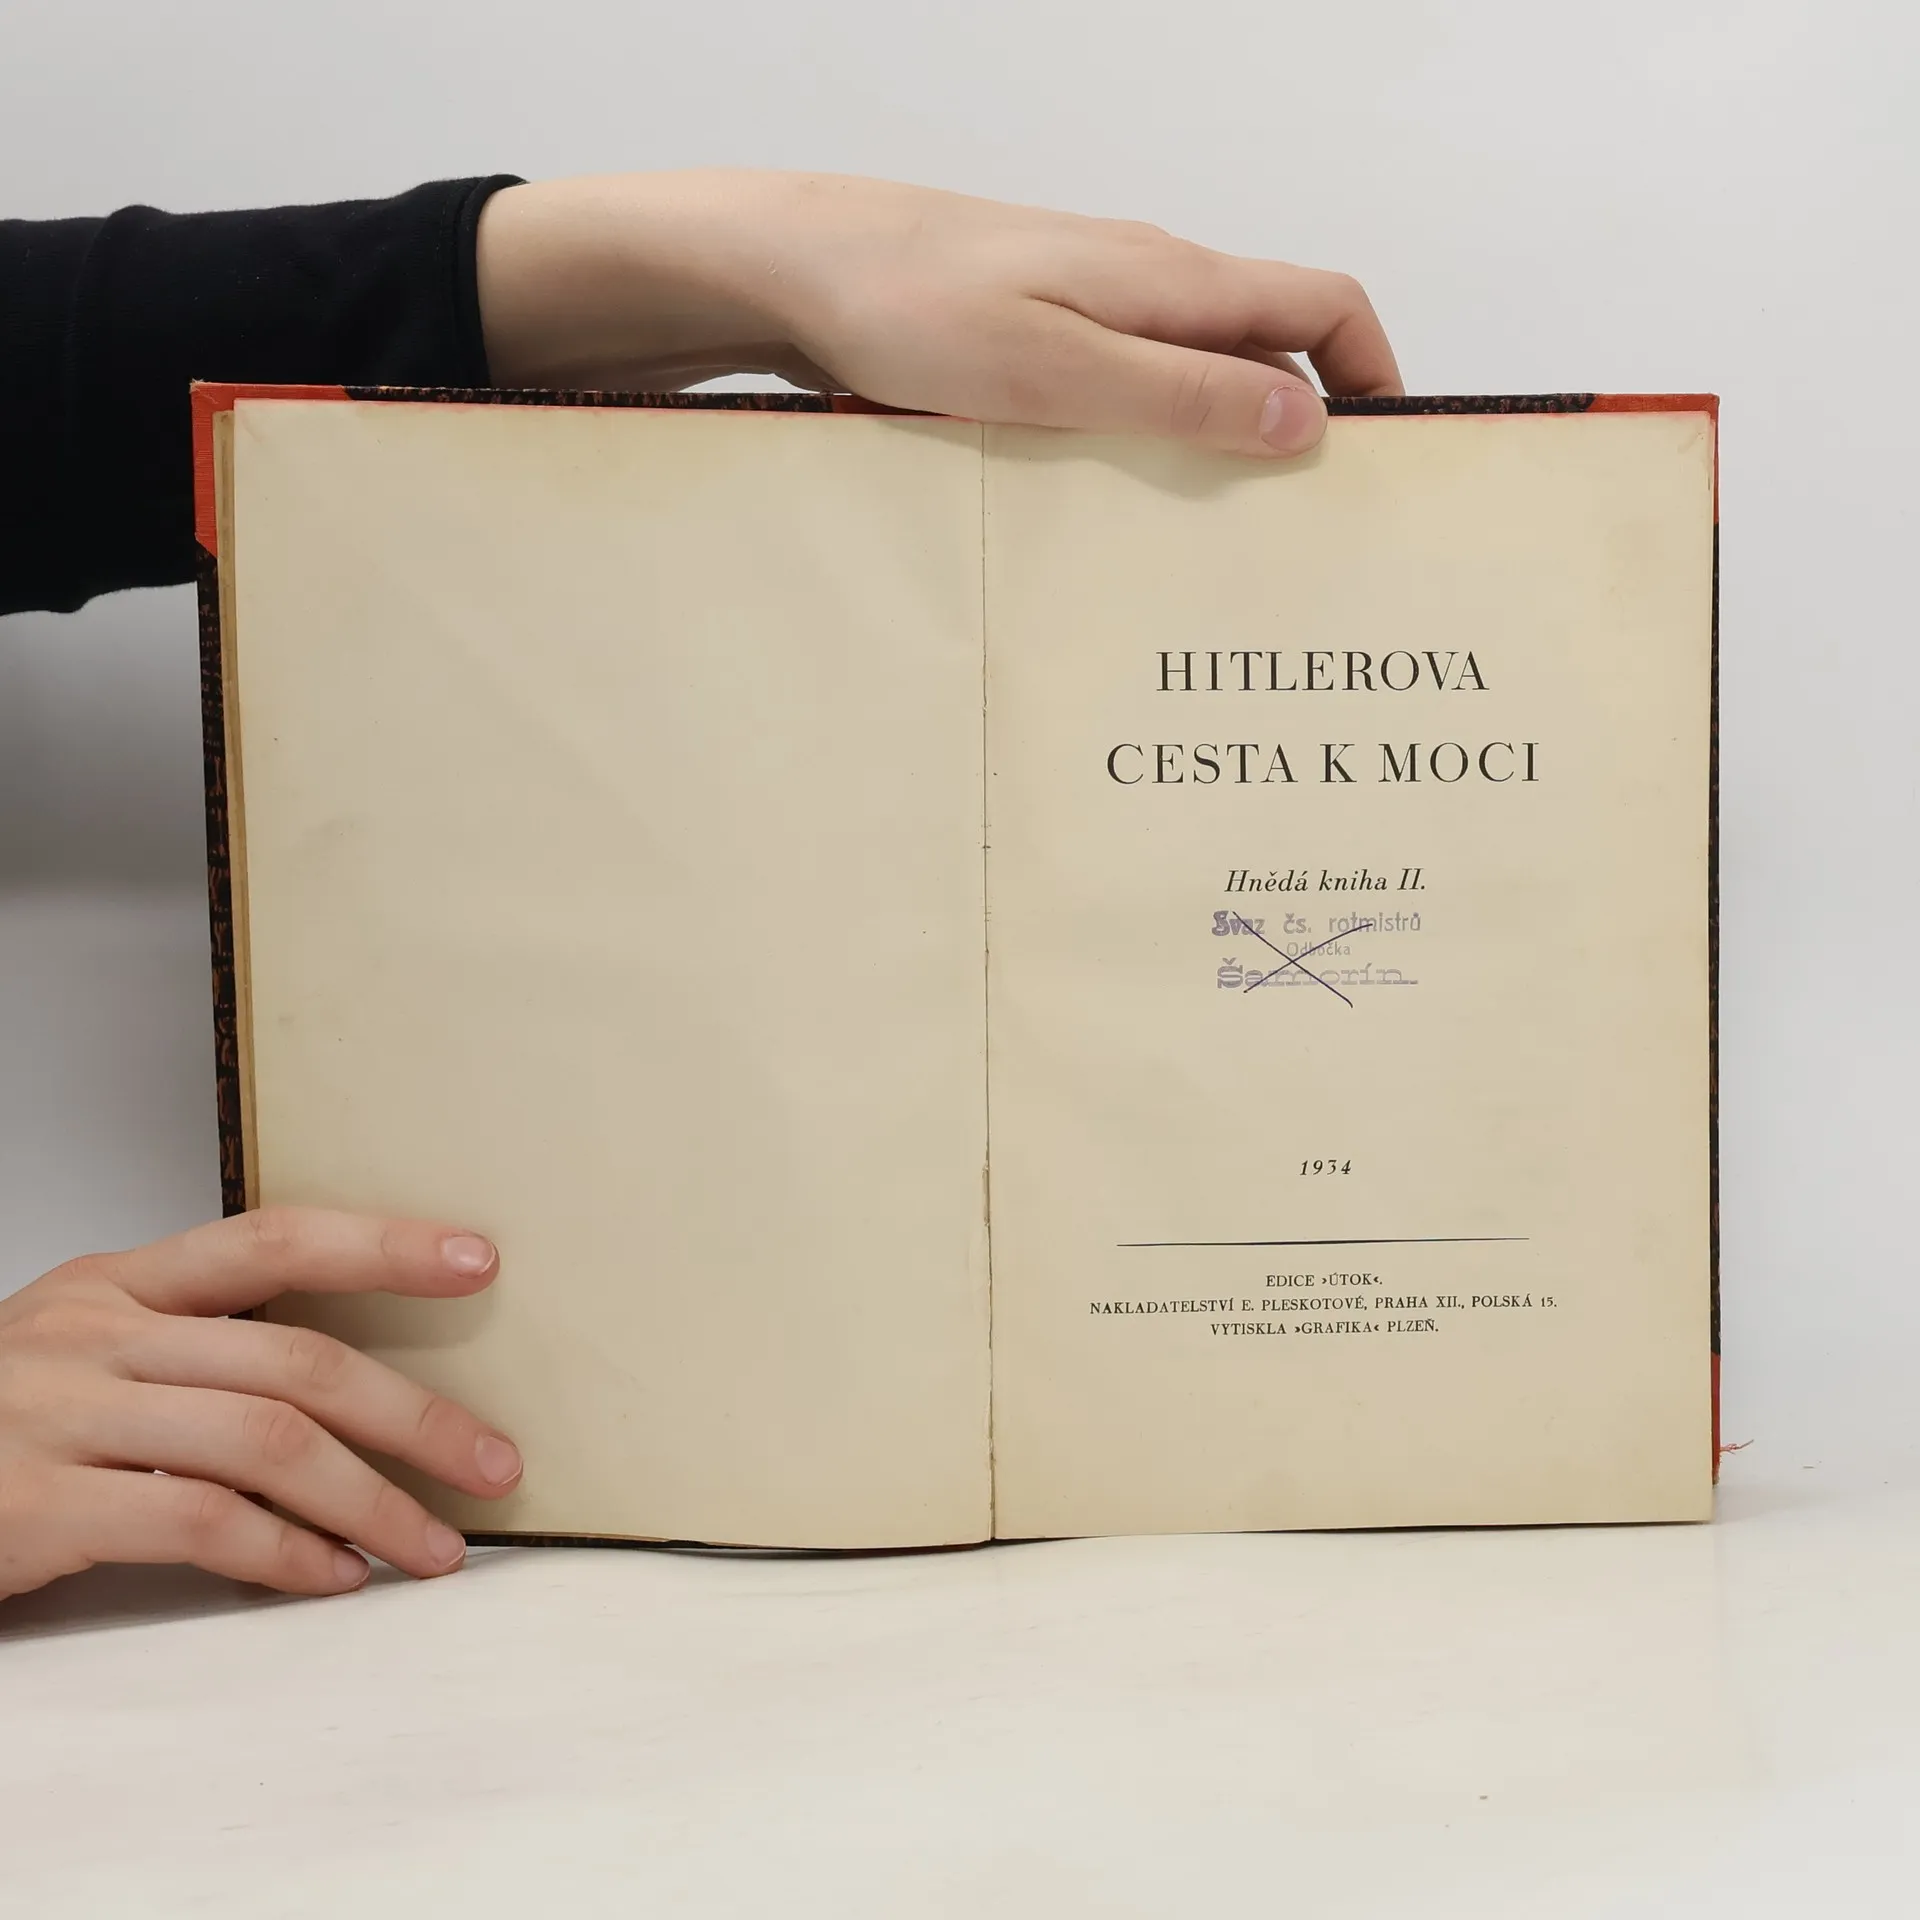 HITLEROVA
CESTA K MOCI
Hnědá kniha II.
Svaz čs. rotmistrů
Odbočka
Šamorín.
1934
EDICE »ÚTOK«.
NAKLADATELSTVÍ E. PLESKOTOVÉ, PRAHA XII., POLSKÁ 15.
VYTISKLA »GRAFIKA« PLZEŇ.